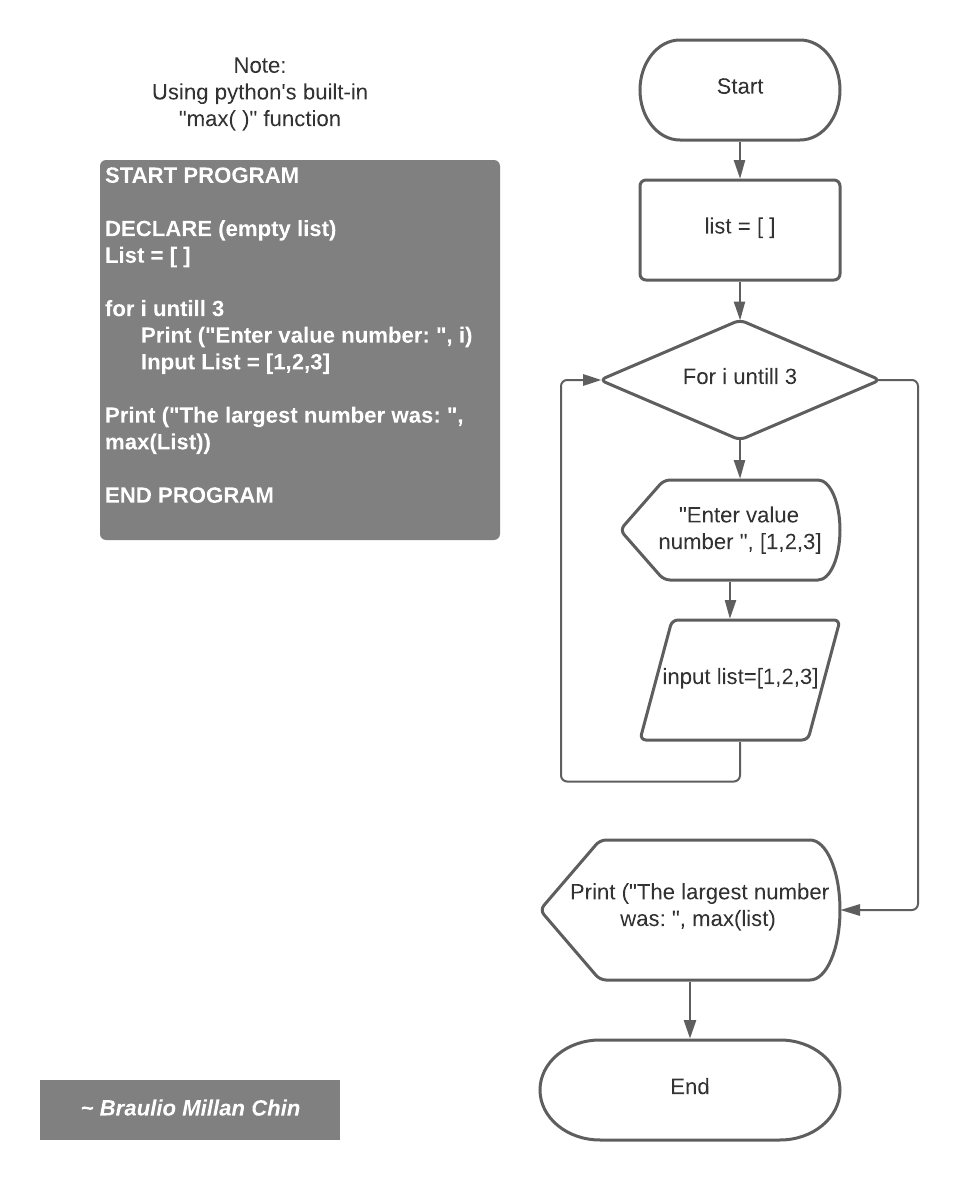 Note:
Using python's built-in
"max( )" function
START PROGRAM
DECLARE (empty list)
List = [ ]
for i untill 3
Print ("Enter value number: ", i)
Input List = [1,2,3]
Print ("The largest number was: ",
max(List))
END PROGRAM
~ Braulio Millan Chin
Start
list = [ ]
For i untill 3
"Enter value
number ", [1,2,3]
input list=[1,2,3]
Print ("The largest number
was: ", max(list)
End